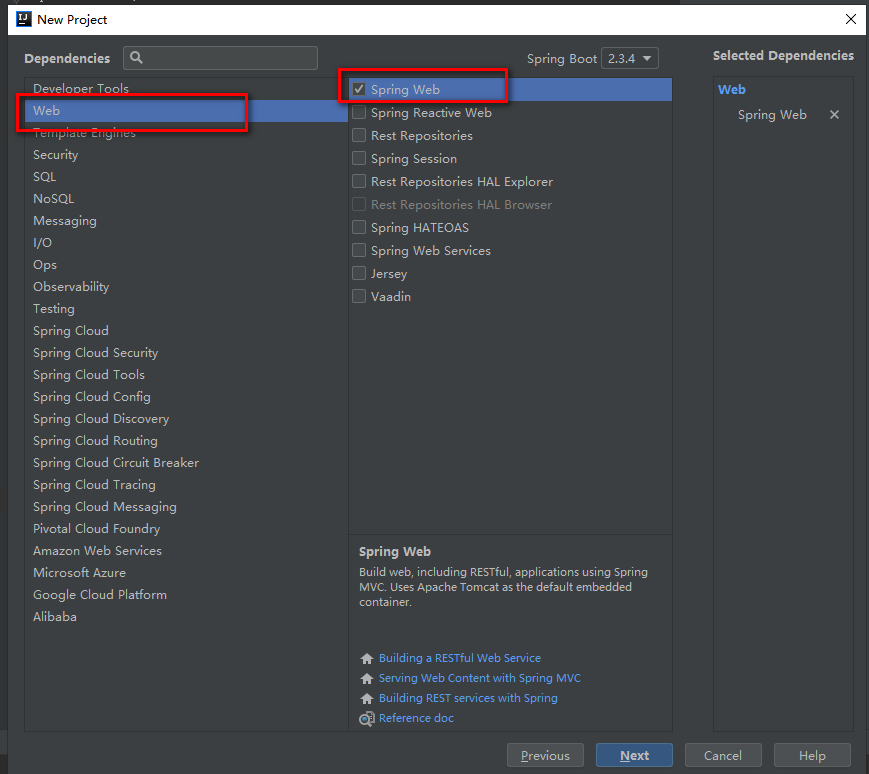 New Project
Dependencies
Spring Boot 2.3.4
Selected Dependencies
Developer Tools
Web
Template Engines
Security
SQL
NoSQL
Messaging
I/O
Ops
Observability
Testing
Spring Cloud
Spring Cloud Security
Spring Cloud Tools
Spring Cloud Config
Spring Cloud Discovery
Spring Cloud Routing
Spring Cloud Circuit Breaker
Spring Cloud Tracing
Spring Cloud Messaging
Pivotal Cloud Foundry
Amazon Web Services
Microsoft Azure
Google Cloud Platform
Alibaba
Spring Web
Spring Reactive Web
Rest Repositories
Spring Session
Rest Repositories HAL Explorer
Rest Repositories HAL Browser
Spring HATEOAS
Spring Web Services
Jersey
Vaadin
Spring Web
Build web, including RESTful, applications using Spring
MVC. Uses Apache Tomcat as the default embedded
container.
Building a RESTful Web Service
Serving Web Content with Spring MVC
Building REST services with Spring
Reference doc
Web
Spring Web
Previous
Next
Cancel
Help